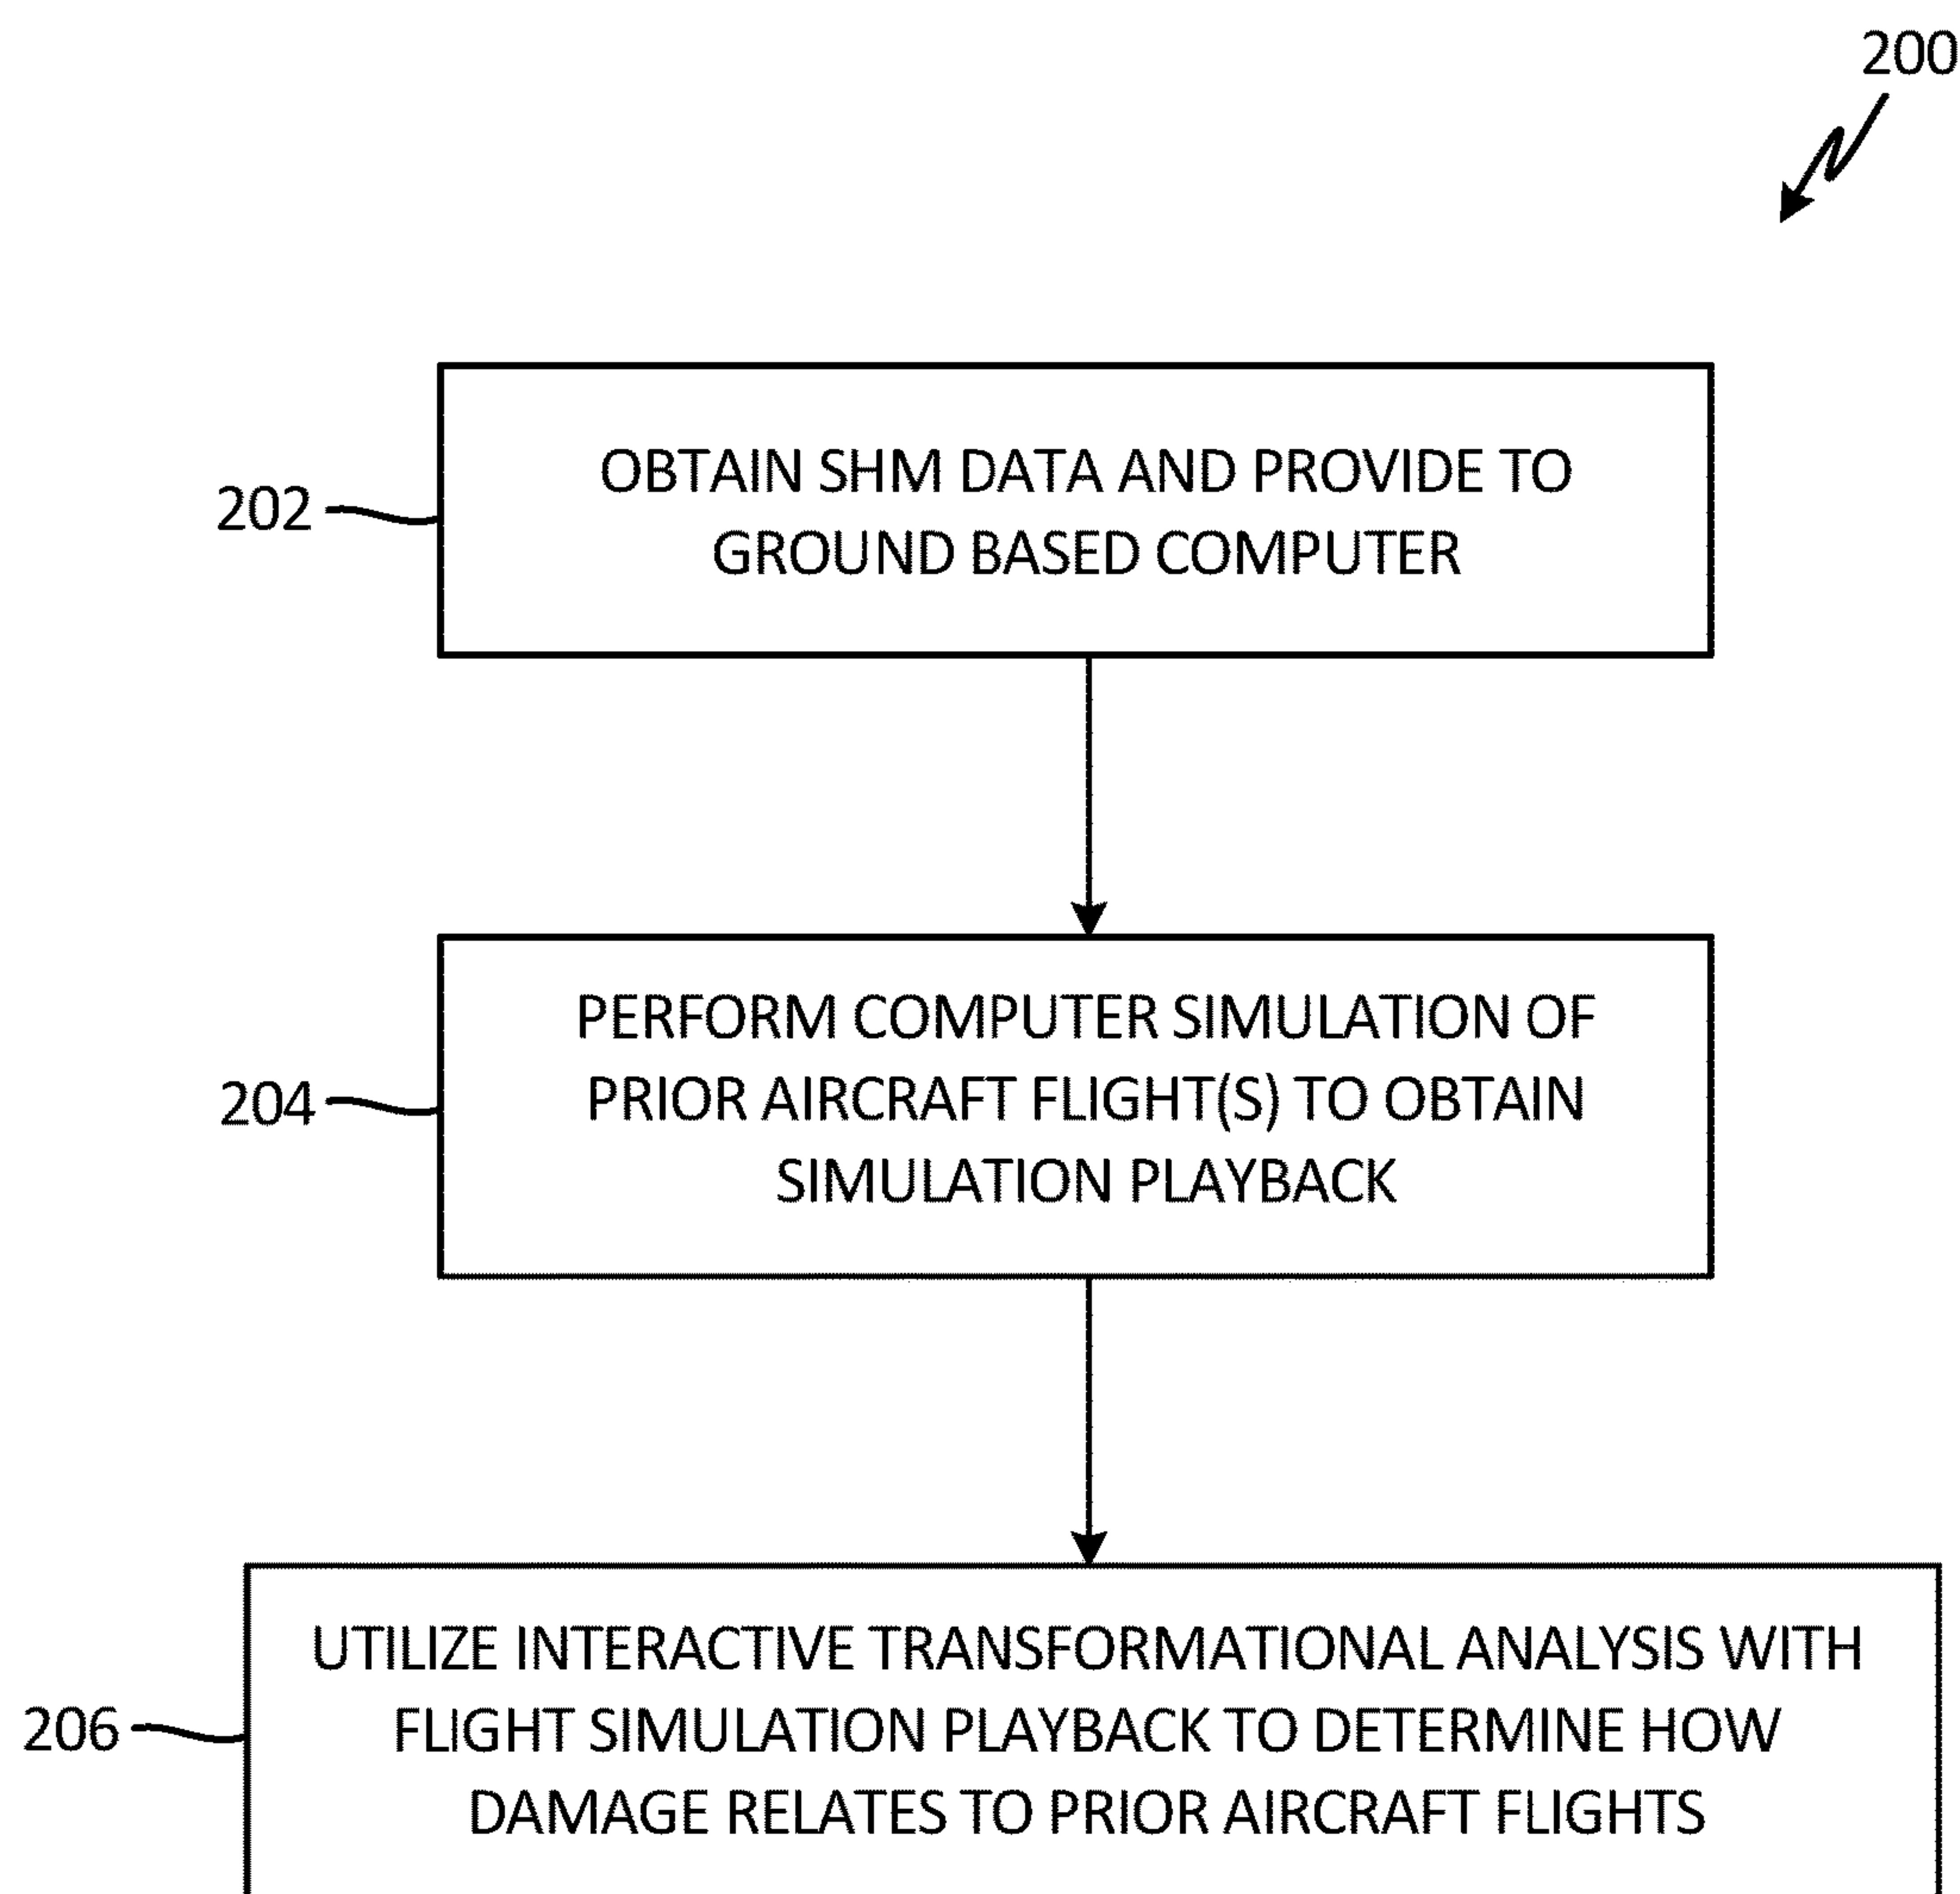 200
202
OBTAIN SHM DATA AND PROVIDE TO
GROUND BASED COMPUTER
204
PERFORM COMPUTER SIMULATION OF
PRIOR AIRCRAFT FLIGHT(S) TO OBTAIN
SIMULATION PLAYBACK
206
UTILIZE INTERACTIVE TRANSFORMATIONAL ANALYSIS WITH
FLIGHT SIMULATION PLAYBACK TO DETERMINE HOW
DAMAGE RELATES TO PRIOR AIRCRAFT FLIGHTS